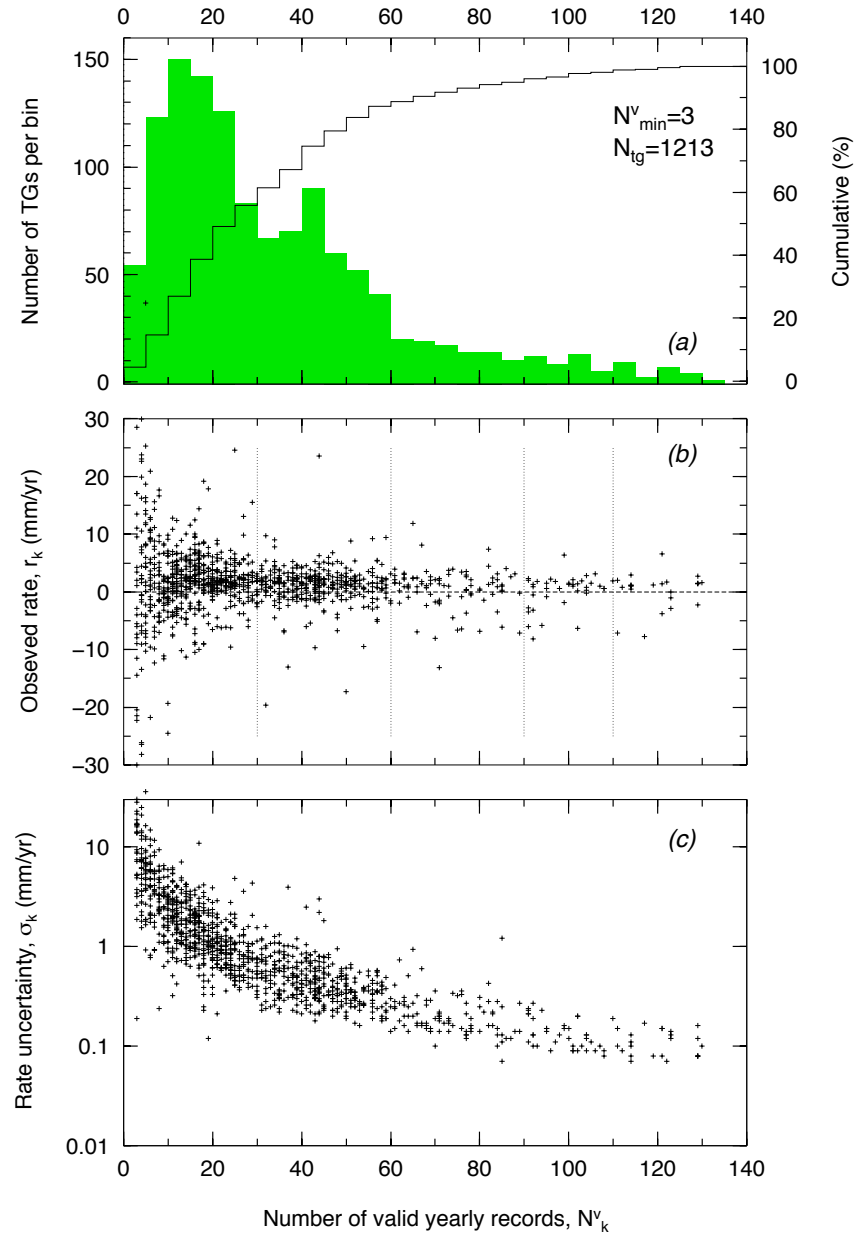 0 20 40 60 80 100 120 140
150
100
50
0
Number of TGs per bin
100
80
60
40
20
0
Cumulative (%)
N^v_min=3
N_tg=1213
(a)
30
20
10
0
−10
−20
−30
Obseved rate, r_k (mm/yr)
(b)
10
1
0.1
0.01
Rate uncertainty, σ_k (mm/yr)
(c)
0 20 40 60 80 100 120 140
Number of valid yearly records, N^v_k